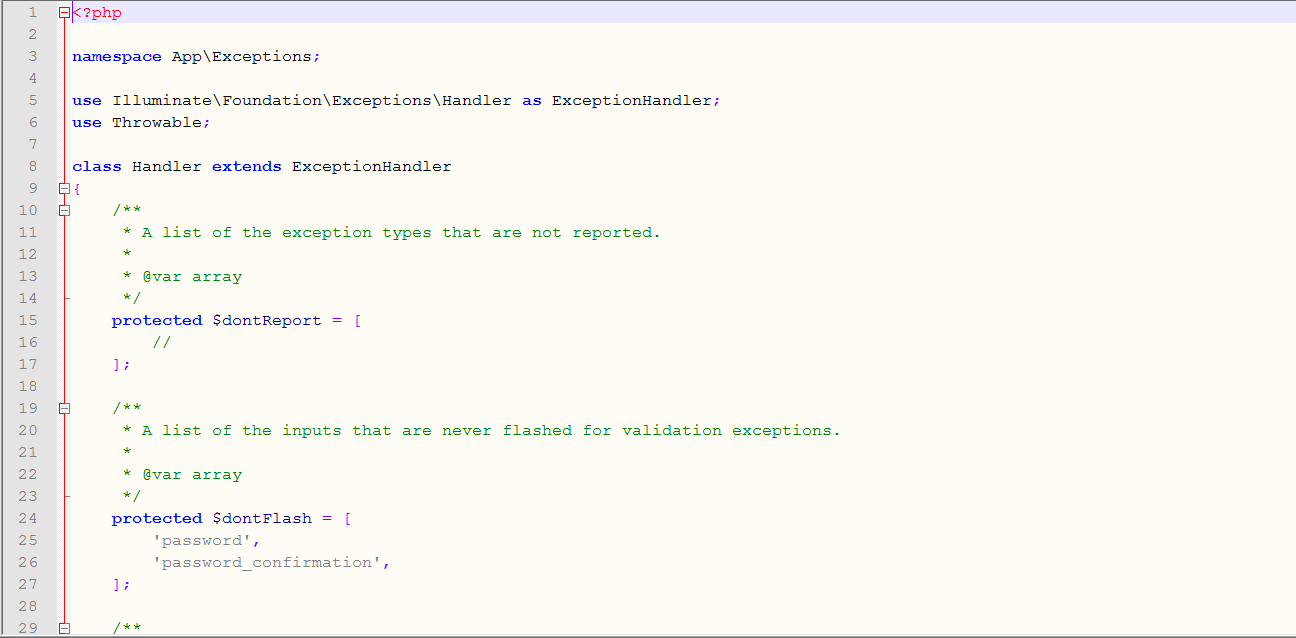 1 <?php
2
3 namespace App\Exceptions;
4
5 use Illuminate\Foundation\Exceptions\Handler as ExceptionHandler;
6 use Throwable;
7
8 class Handler extends ExceptionHandler
9 {
10     /**
11      * A list of the exception types that are not reported.
12      *
13      * @var array
14      */
15     protected $dontReport = [
16         //
17     ];
18
19     /**
20      * A list of the inputs that are never flashed for validation exceptions.
21      *
22      * @var array
23      */
24     protected $dontFlash = [
25         'password',
26         'password_confirmation',
27     ];
28
29     /**